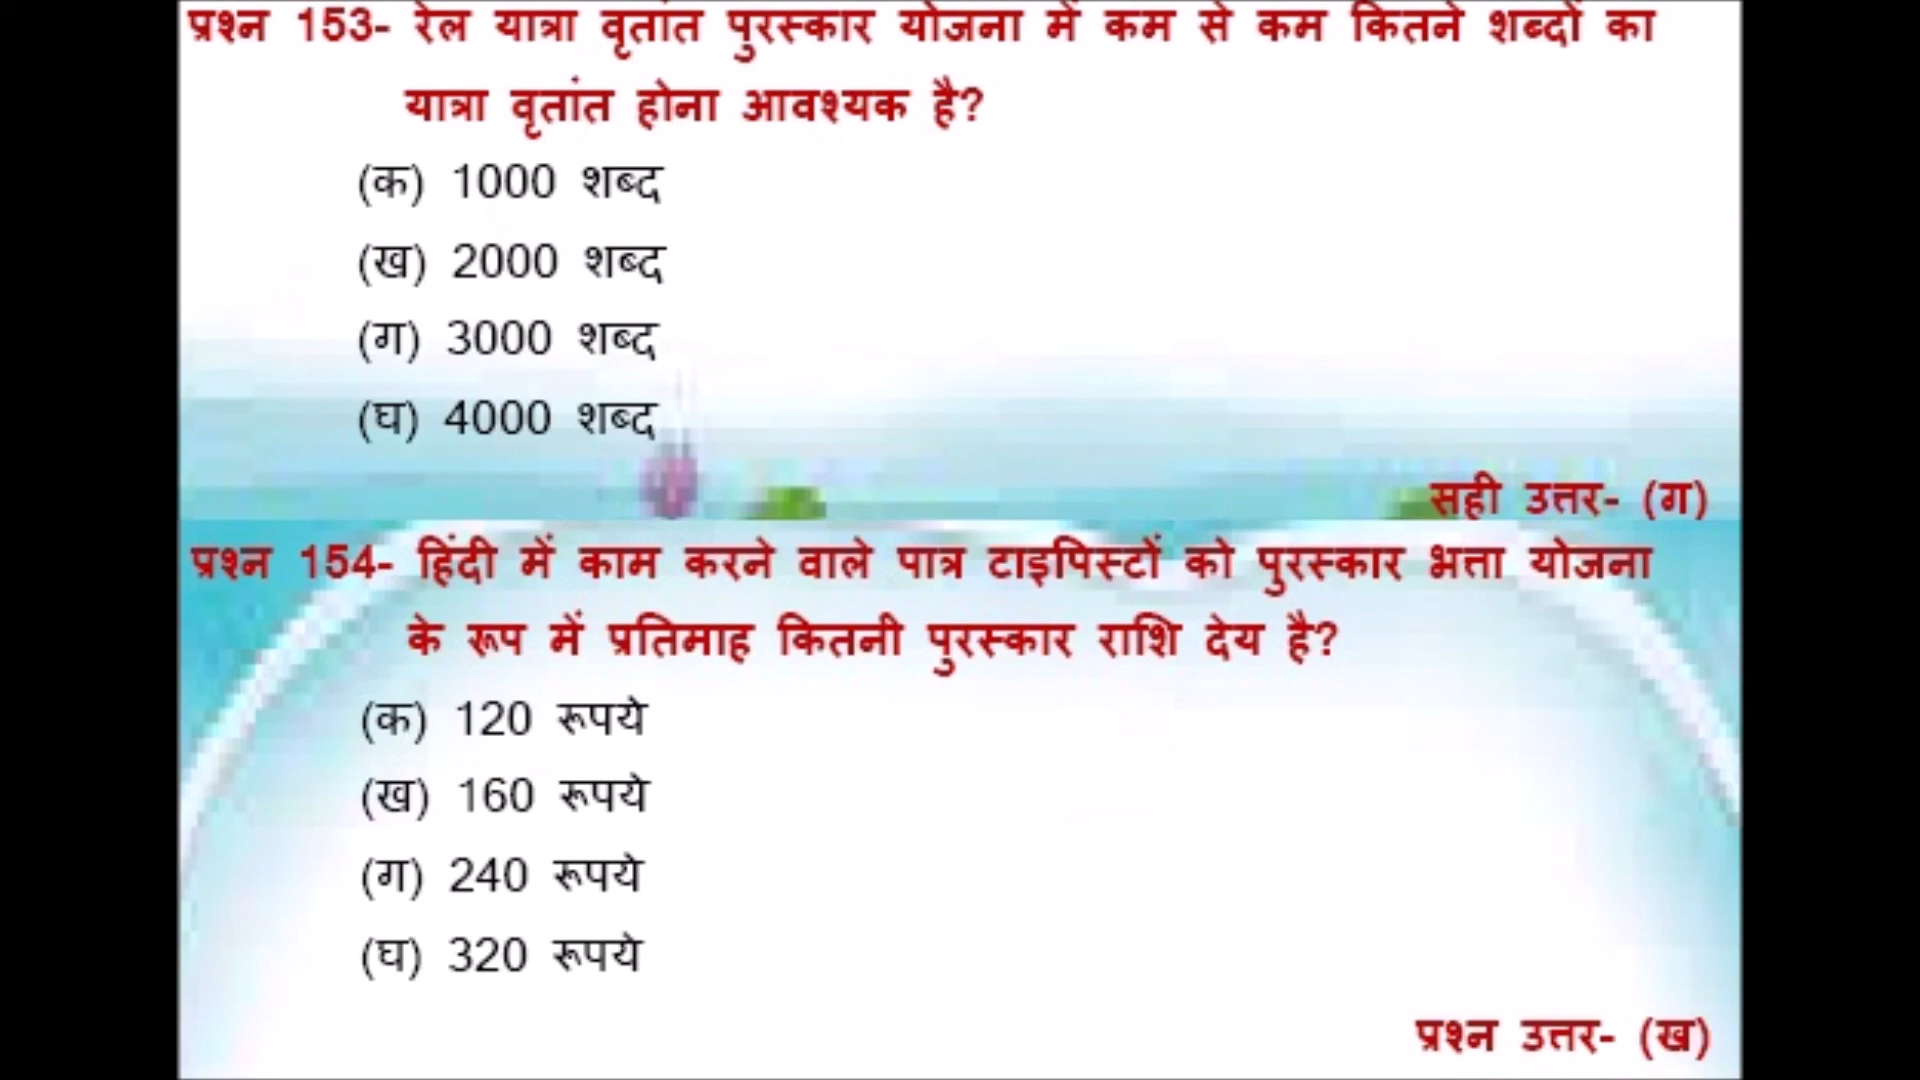 प्रश्न 153- रेल यात्रा वृतांत पुरस्कार योजना में कम से कम कितने शब्दों का
यात्रा वृतांत होना आवश्यक है?
(क) 1000 शब्द
(ख) 2000 शब्द
(ग) 3000 शब्द
(घ) 4000 शब्द
सही उत्तर- (ग)
प्रश्न 154- हिंदी में काम करने वाले पात्र टाइपिस्टों को पुरस्कार भत्ता योजना
के रूप में प्रतिमाह कितनी पुरस्कार राशि देय है?
(क) 120 रूपये
(ख) 160 रूपये
(ग) 240 रूपये
(घ) 320 रूपये
प्रश्न उत्तर- (ख)